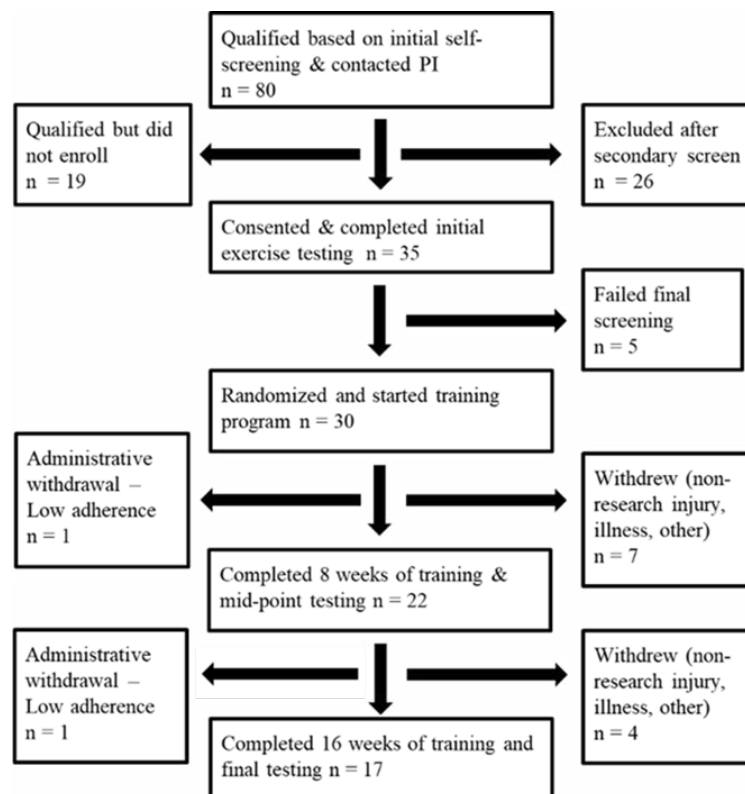 Qualified based on initial self-
screening & contacted PI
n = 80
Qualified but did
not enroll
n = 19
Excluded after
secondary screen
n = 26
Consented & completed initial
exercise testing n = 35
Failed final
screening
n = 5
Randomized and started training
program n = 30
Administrative
withdrawal –
Low adherence
n = 1
Withdrew (non-
research injury,
illness, other)
n = 7
Completed 8 weeks of training &
mid-point testing n = 22
Administrative
withdrawal –
Low adherence
n = 1
Withdrew (non-
research injury,
illness, other)
n = 4
Completed 16 weeks of training and
final testing n = 17